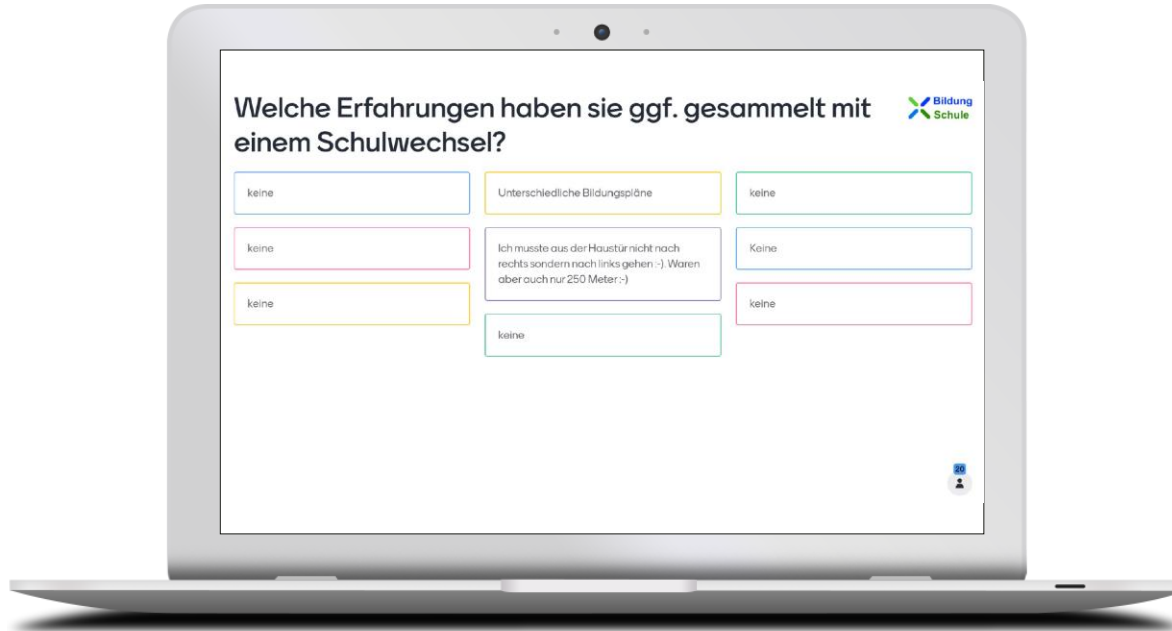 Welche Erfahrungen haben sie ggf. gesammelt mit
einem Schulwechsel?
Bildung
Schule
keine
keine
keine
Unterschiedliche Bildungspläne
Ich musste aus der Haustür nicht nach
rechts sondern nach links gehen :-). Waren
aber auch nur 250 Meter :-)
keine
keine
Keine
keine
20